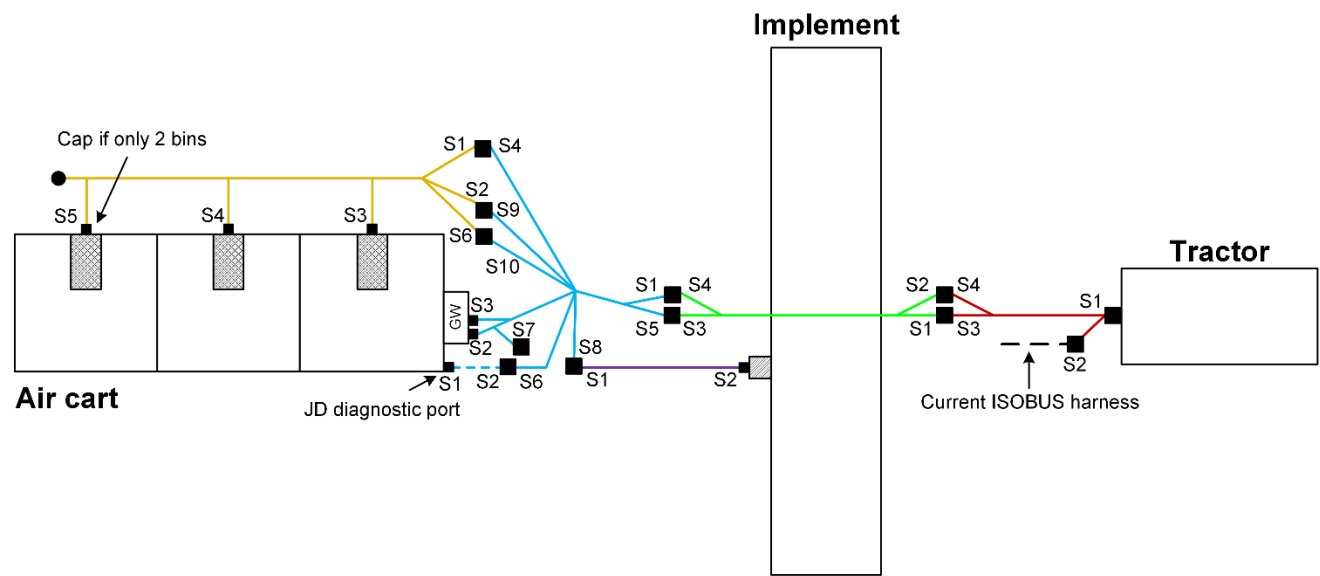 Implement
Cap if only 2 bins
S1 S4
S5 S4 S3
S2 S9
S6
S10
Tractor
S1 S4
S2 S4
S1
S3
GW
S7
S2
S5 S3
S1 S3
S2
S8
S1 S2 S6
S1
S2
Air cart
JD diagnostic port
Current ISOBUS harness